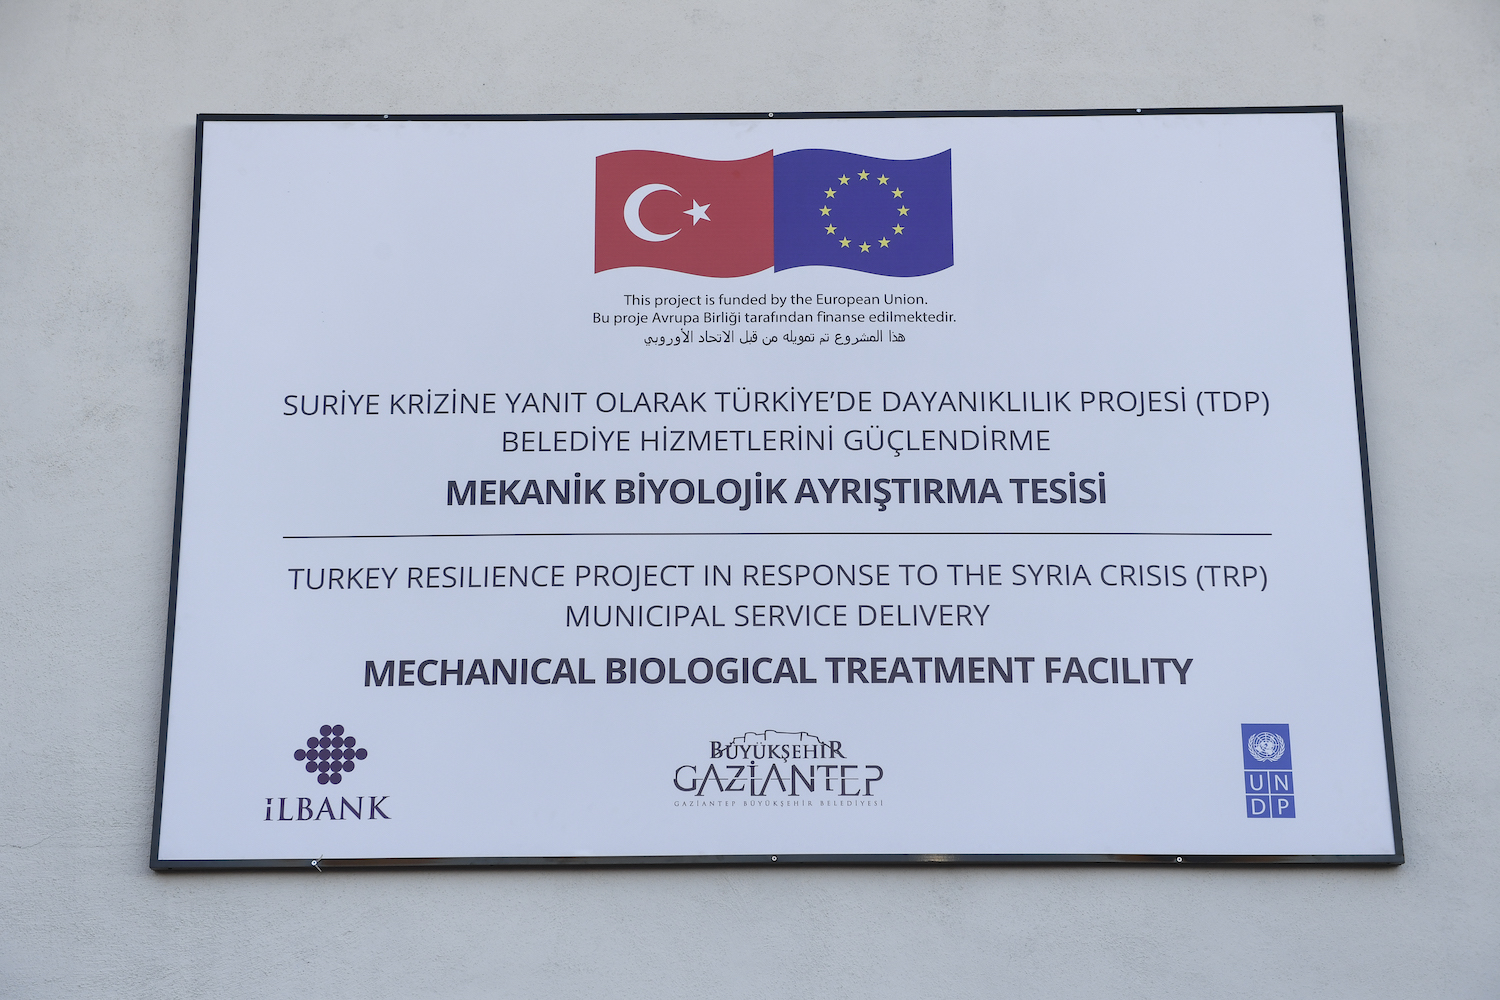 This project is funded by the European Union.
Bu proje Avrupa Birliği tarafından finanse edilmektedir.
هذا المشروع تم تمويله من قبل الاتحاد الأوروبي
SURİYE KRİZİNE YANIT OLARAK TÜRKİYE'DE DAYANIKLILIK PROJESİ (TDP)
BELEDİYE HİZMETLERİNİ GÜÇLENDİRME
MEKANİK BİYOLOJİK AYRIŞTIRMA TESİSİ
TURKEY RESILIENCE PROJECT IN RESPONSE TO THE SYRIA CRISIS (TRP)
MUNICIPAL SERVICE DELIVERY
MECHANICAL BIOLOGICAL TREATMENT FACILITY
iLBANK
BÜYÜKŞEHİR
GAZİANTEP
GAZİANTEP BÜYÜKŞEHİR BELEDİYESİ
UN
DP